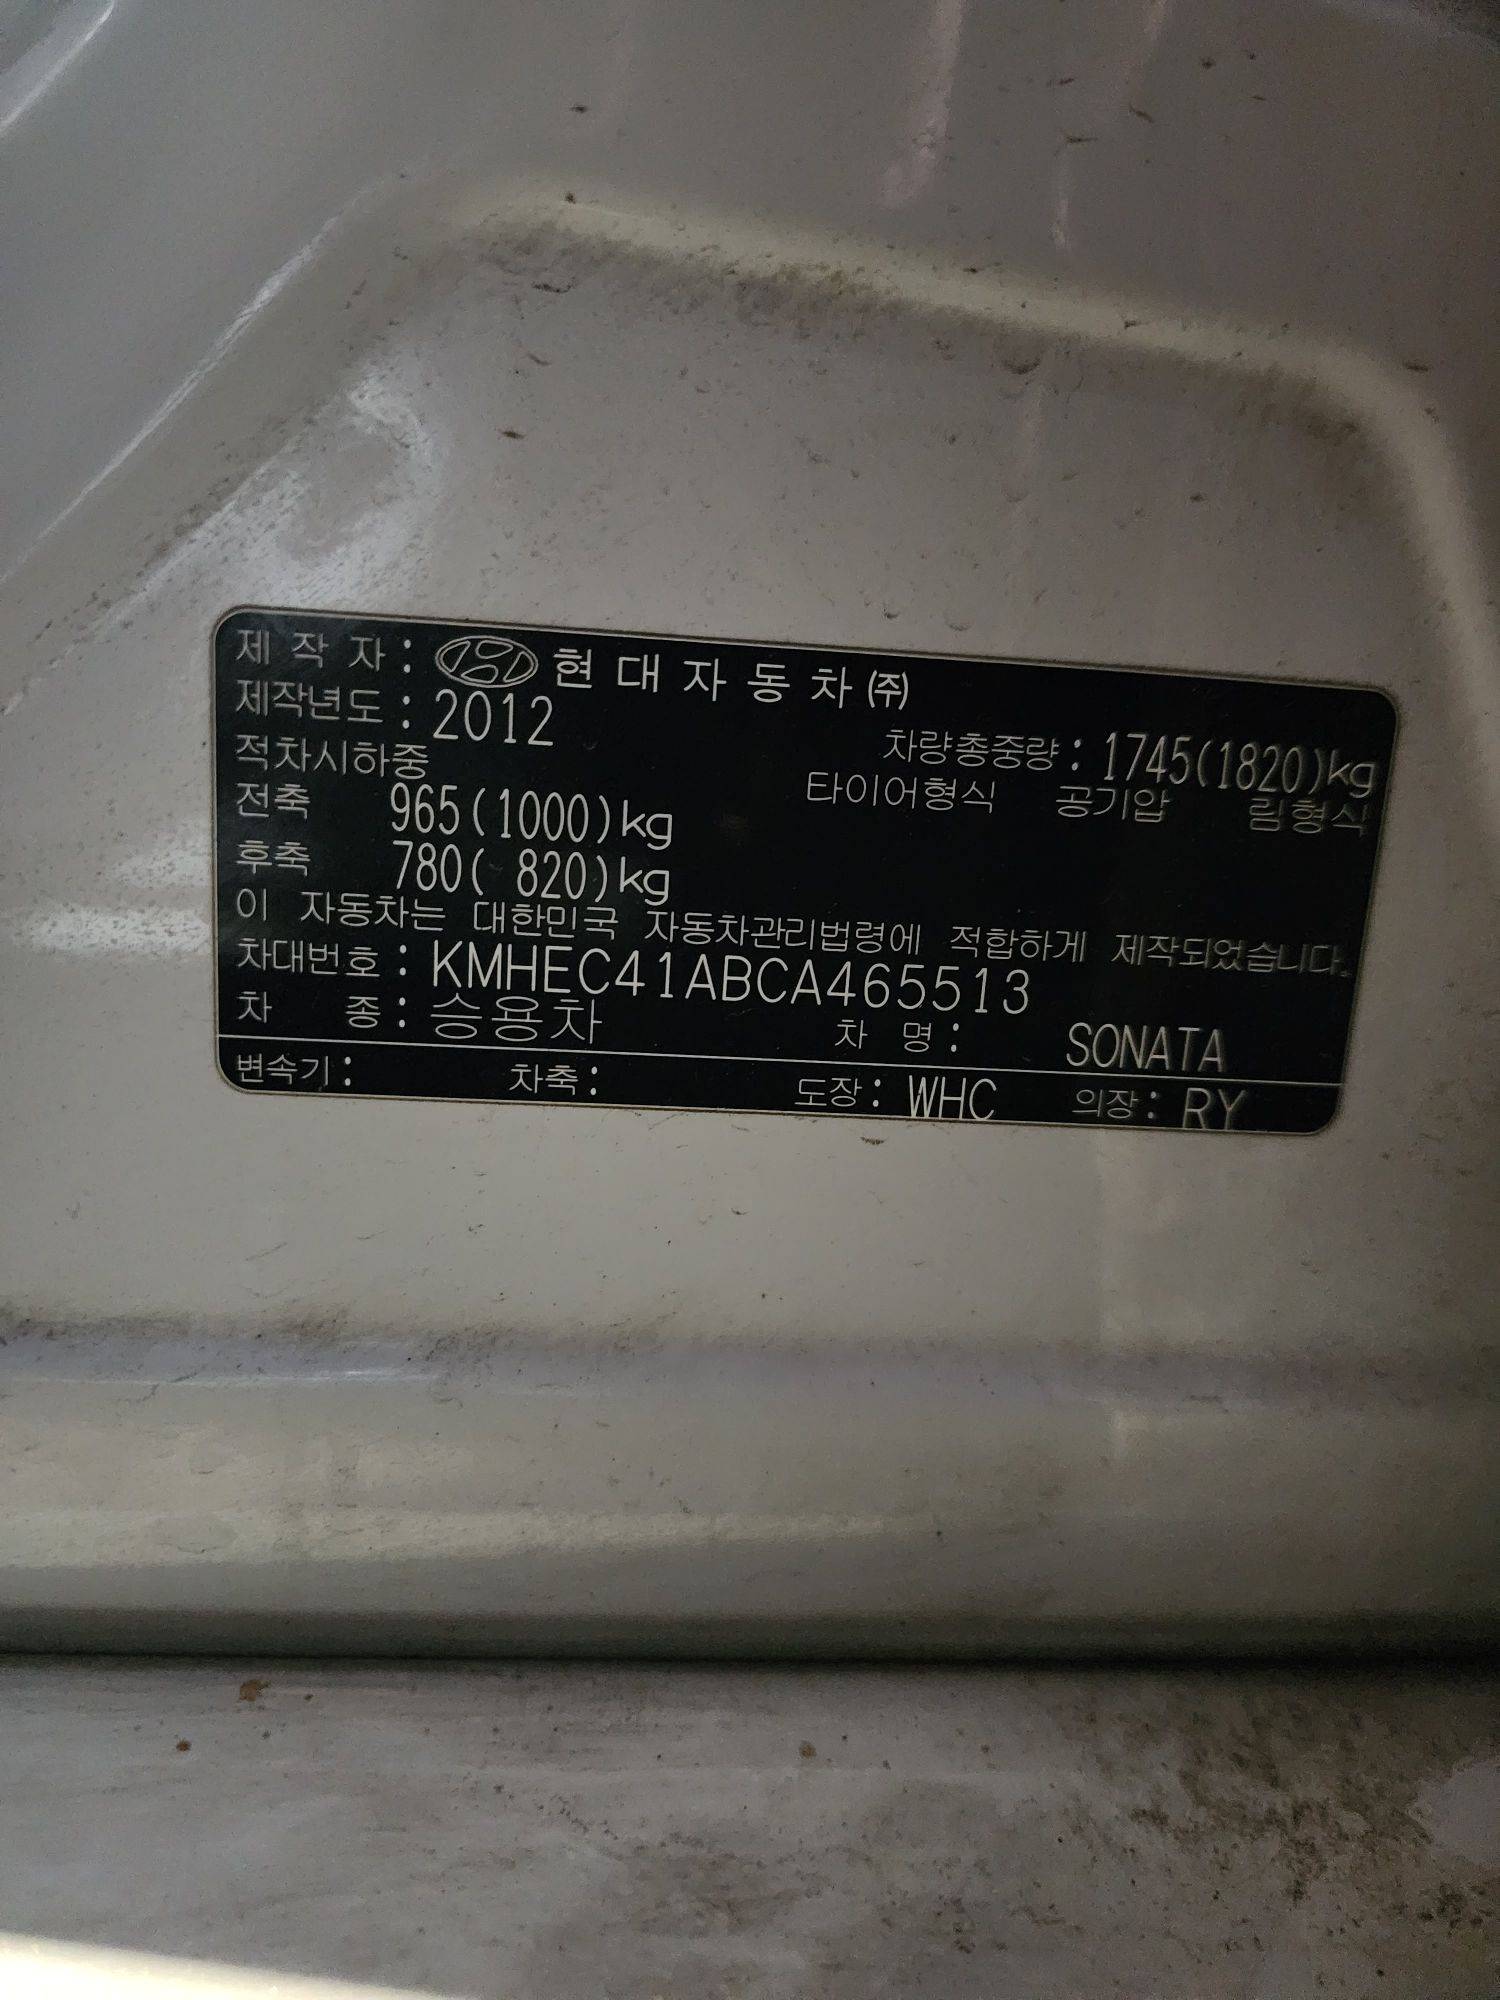 제 작 자 : 현 대 자 동 차 ㈜
제작년도 : 2012
차량총중량 : 1745(1820)kg
적차시하중
타이어형식 공기압 림형식
전축 965(1000)kg
후축 780( 820)kg
이 자동차는 대한민국 자동차관리법령에 적합하게 제작되었습니다.
차대번호 : KMHEC41ABCA465513
차 종 : 승용차 차 명 : SONATA
변속기 : 차축 : 도장 : WHC 의장 : RY